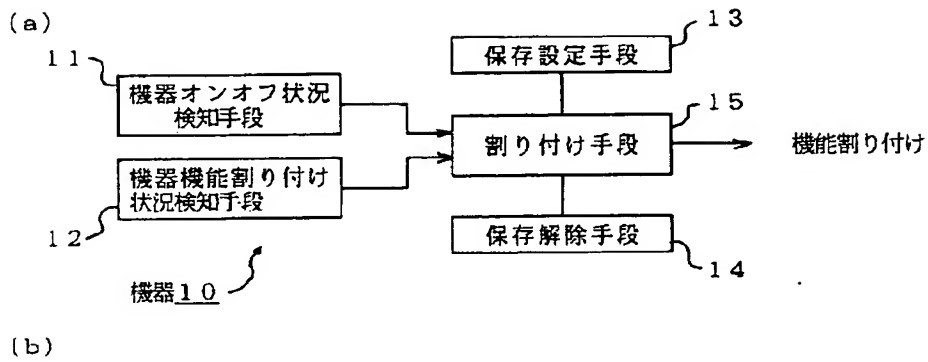 (a)
11
機器オンオフ状況
検知手段
機器機能割り付け
状況検知手段
12
機器10
13
保存設定手段
15
割り付け手段
機能割り付け
保存解除手段
14
(b)